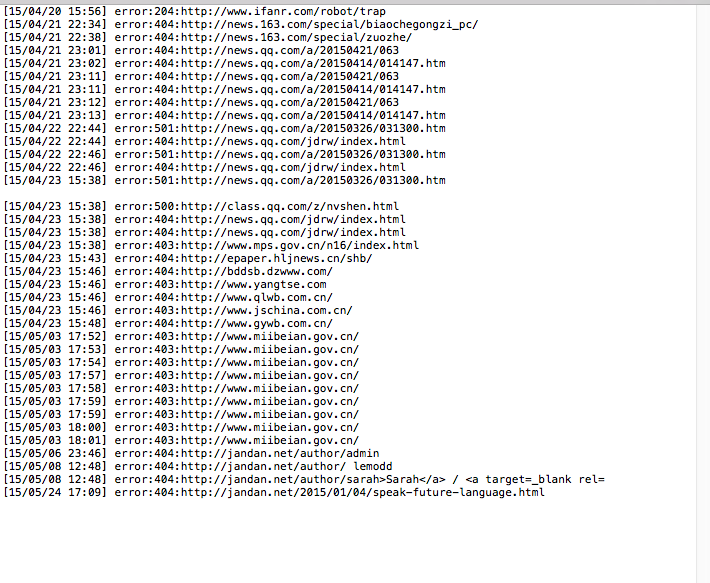 [15/04/20 15:56] error:204:http://www.ifanr.com/robot/trap
[15/04/21 22:34] error:404:http://news.163.com/special/biaochegongzi_pc/
[15/04/21 22:38] error:404:http://news.163.com/special/zuozhe/
[15/04/21 23:01] error:404:http://news.qq.com/a/20150421/063
[15/04/21 23:02] error:404:http://news.qq.com/a/20150414/014147.htm
[15/04/21 23:11] error:404:http://news.qq.com/a/20150421/063
[15/04/21 23:11] error:404:http://news.qq.com/a/20150414/014147.htm
[15/04/21 23:12] error:404:http://news.qq.com/a/20150421/063
[15/04/21 23:13] error:404:http://news.qq.com/a/20150414/014147.htm
[15/04/22 22:44] error:501:http://news.qq.com/a/20150326/031300.htm
[15/04/22 22:44] error:404:http://news.qq.com/jdrw/index.html
[15/04/22 22:46] error:501:http://news.qq.com/a/20150326/031300.htm
[15/04/22 22:46] error:404:http://news.qq.com/jdrw/index.html
[15/04/23 15:38] error:501:http://news.qq.com/a/20150326/031300.htm
[15/04/23 15:38] error:500:http://class.qq.com/z/nvshen.html
[15/04/23 15:38] error:404:http://news.qq.com/jdrw/index.html
[15/04/23 15:38] error:404:http://news.qq.com/jdrw/index.html
[15/04/23 15:38] error:403:http://www.mps.gov.cn/n16/index.html
[15/04/23 15:43] error:404:http://epaper.hljnews.cn/shb/
[15/04/23 15:46] error:404:http://bddsb.dzwww.com/
[15/04/23 15:46] error:403:http://www.yangtse.com
[15/04/23 15:46] error:404:http://www.qlwb.com.cn/
[15/04/23 15:46] error:403:http://www.jschina.com.cn/
[15/04/23 15:48] error:404:http://www.gywb.com.cn/
[15/05/03 17:52] error:403:http://www.miibeian.gov.cn/
[15/05/03 17:53] error:403:http://www.miibeian.gov.cn/
[15/05/03 17:54] error:403:http://www.miibeian.gov.cn/
[15/05/03 17:57] error:403:http://www.miibeian.gov.cn/
[15/05/03 17:58] error:403:http://www.miibeian.gov.cn/
[15/05/03 17:59] error:403:http://www.miibeian.gov.cn/
[15/05/03 17:59] error:403:http://www.miibeian.gov.cn/
[15/05/03 18:00] error:403:http://www.miibeian.gov.cn/
[15/05/03 18:01] error:403:http://www.miibeian.gov.cn/
[15/05/06 23:46] error:404:http://jandan.net/author/admin
[15/05/08 12:48] error:404:http://jandan.net/author/ lemodd
[15/05/08 12:48] error:404:http://jandan.net/author/sarah>Sarah</a> / <a target=_blank rel=
[15/05/24 17:09] error:404:http://jandan.net/2015/01/04/speak-future-language.html